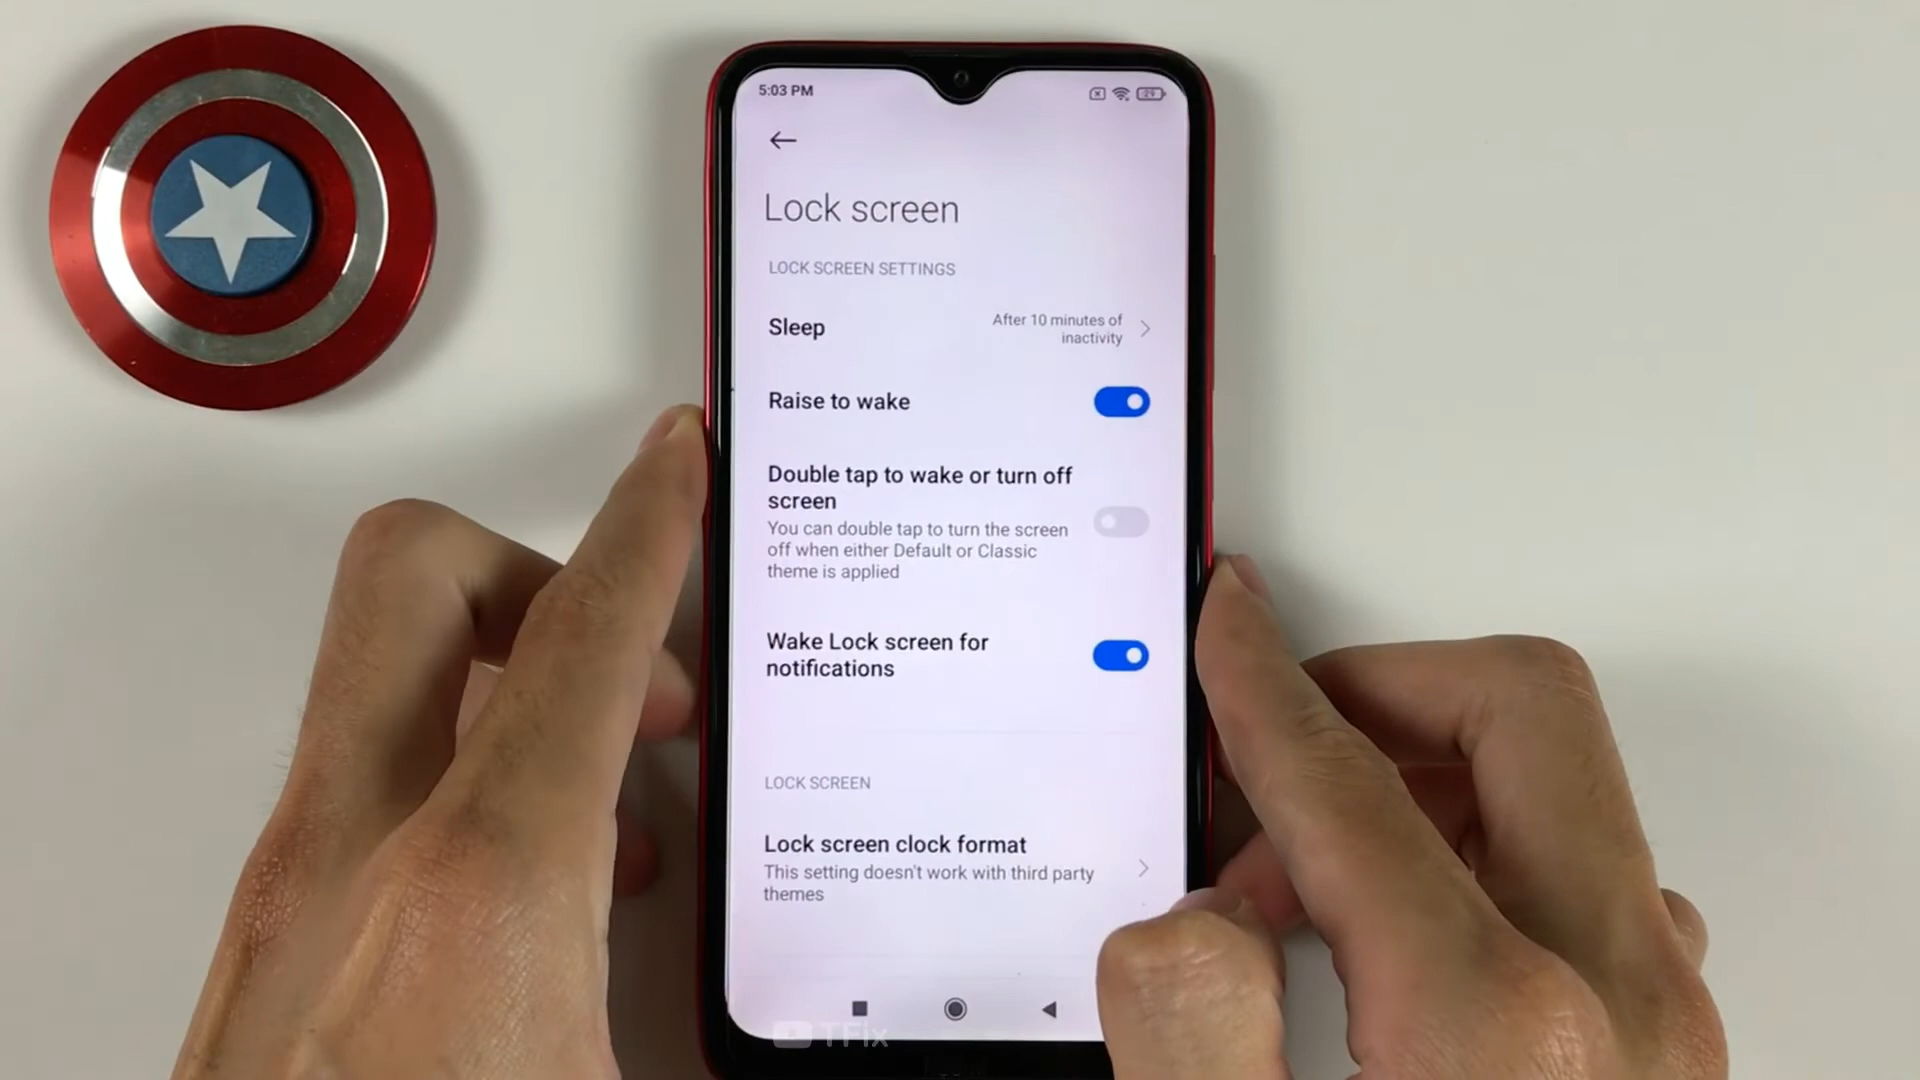 5:03 PM
29
Lock screen
LOCK SCREEN SETTINGS
Sleep
After 10 minutes of
inactivity
Raise to wake
Double tap to wake or turn off
screen
You can double tap to turn the screen
off when either Default or Classic
theme is applied
Wake Lock screen for
notifications
LOCK SCREEN
Lock screen clock format
This setting doesn't work with third party
themes
TFix